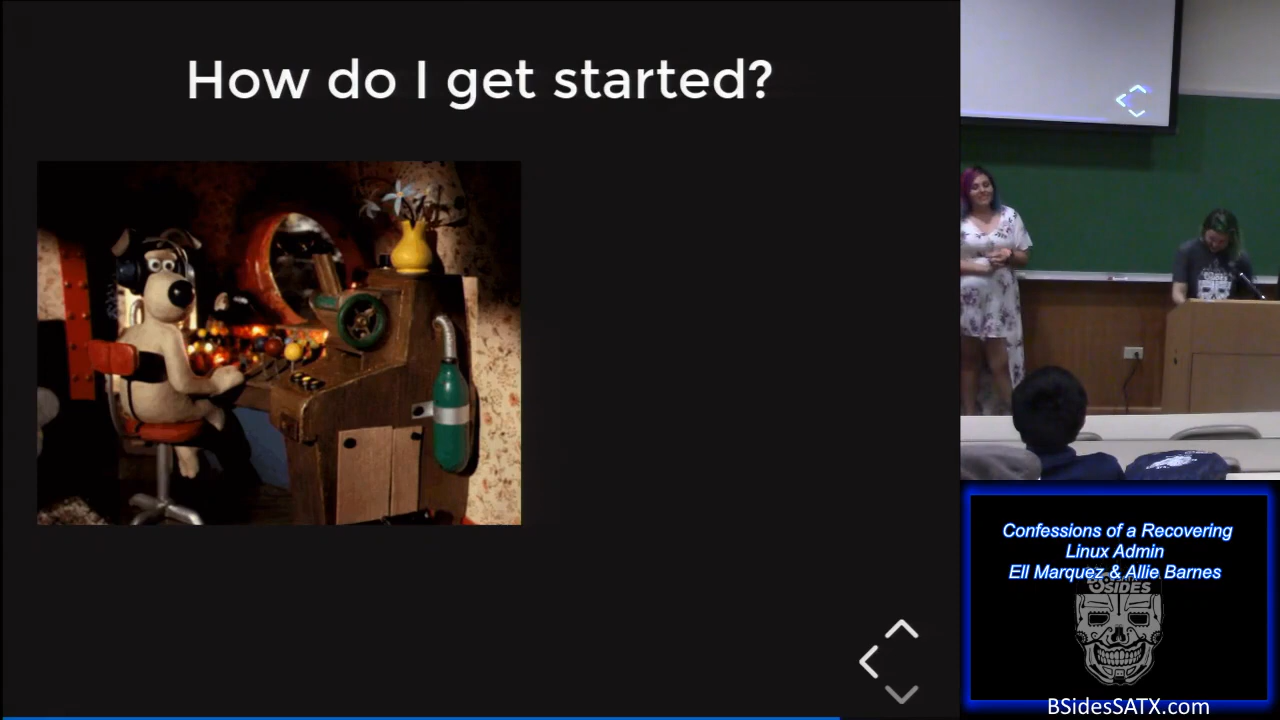 How do I get started?
Confessions of a Recovering
Linux Admin
Ell Marquez & Allie Barnes
BSIDES
BSidesSATX.com